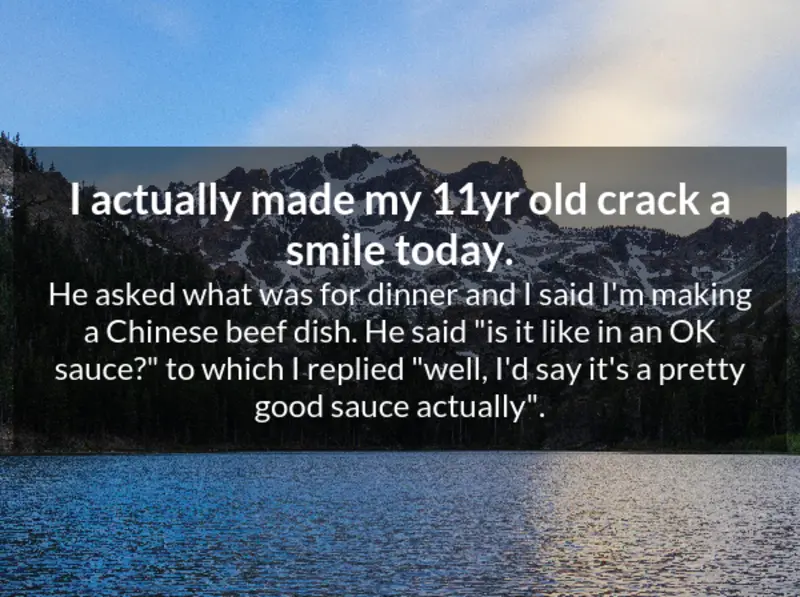 I actually made my 11yr old crack a
smile today.
He asked what was for dinner and I said I'm making
a Chinese beef dish. He said "is it like in an OK
sauce?" to which I replied "well, I'd say it's a pretty
good sauce actually".